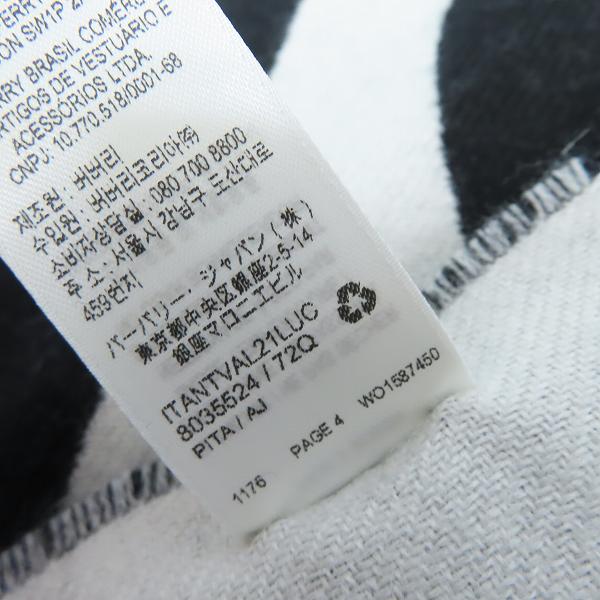 ON SW1P
RRY BRASIL COMÉR
RTIGOS DE VESTUÁRIO E
ACESSÓRIOS LTDA.
CNPJ: 10.770.518/0001-68
제조원 : 버버리
수입원 : 버버리코리아(주)
소비자상담실 : 080 700 8800
주 소 : 서울시 강남구 도산대로
459번지
バーバリー・ジャパン（株）
東京都中央区銀座2-5-14
銀座マロニエビル
ITANTVAL21LUC
8035524 / 72Q
PITA / AJ
1176 PAGE 4 WO1587450